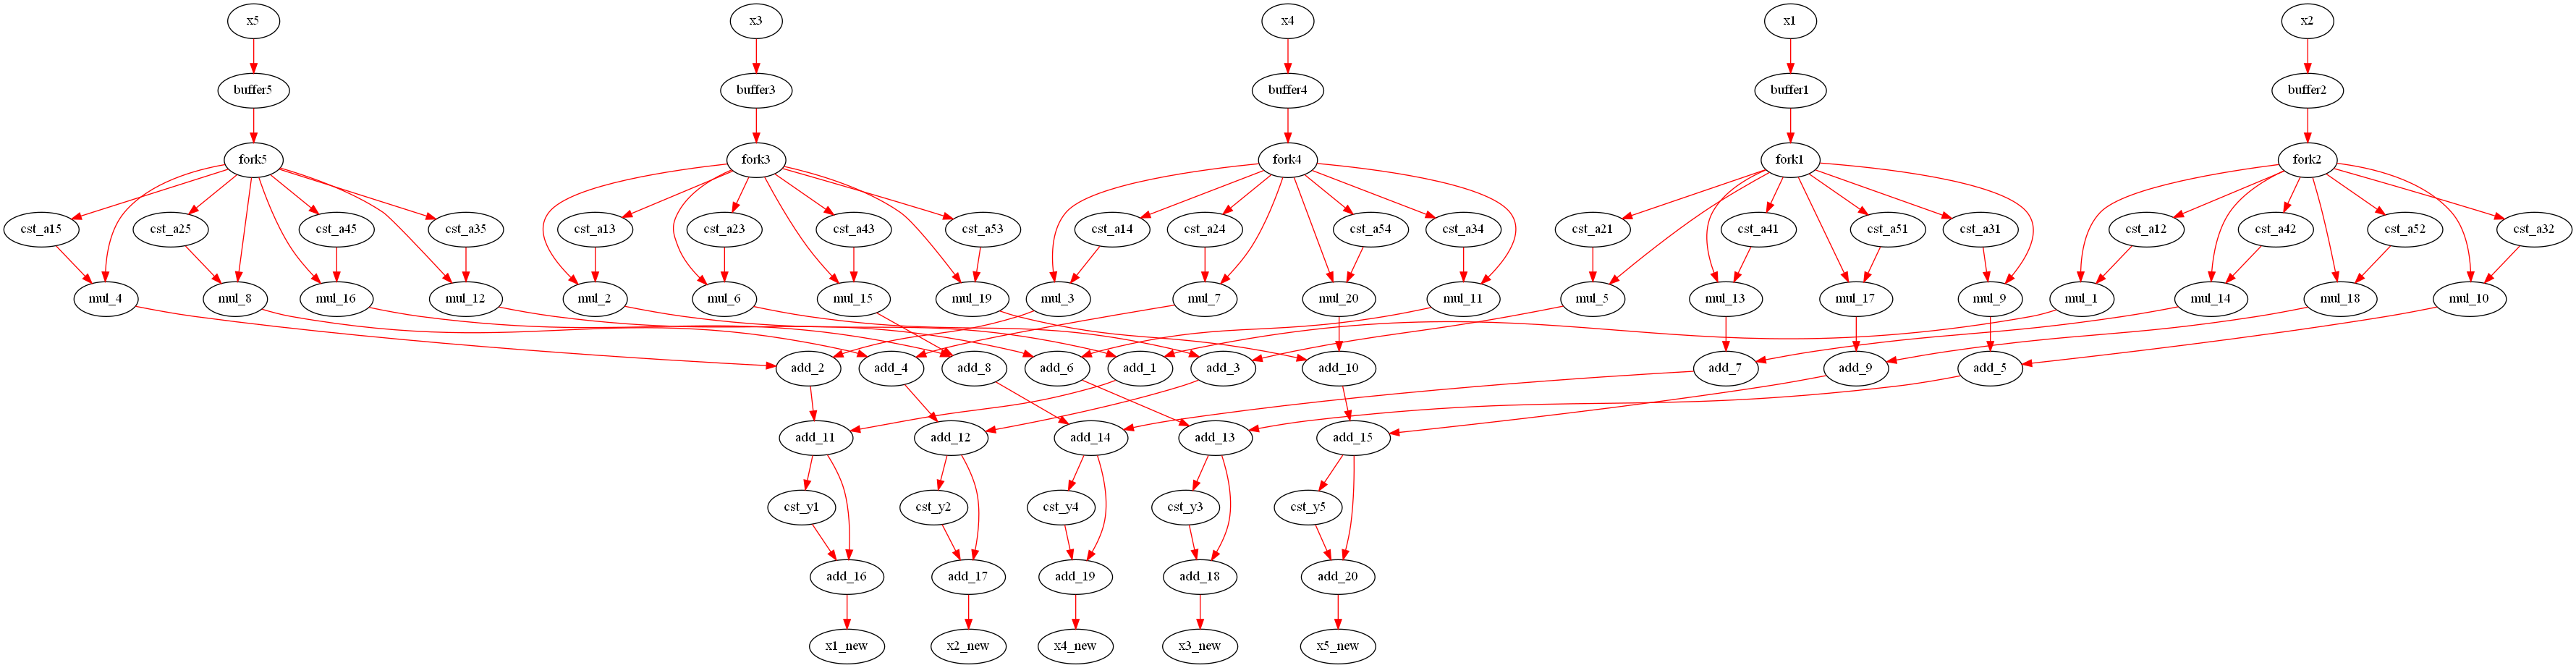 x5 x3 x4 x1 x2
buffer5 buffer3 buffer4 buffer1 buffer2
fork5 fork3 fork4 fork1 fork2
cst_a15 cst_a25 cst_a45 cst_a35 cst_a13 cst_a23 cst_a43 cst_a53 cst_a14 cst_a24 cst_a54 cst_a34 cst_a21 cst_a41 cst_a51 cst_a31 cst_a12 cst_a42 cst_a52 cst_a32
mul_4 mul_8 mul_16 mul_12 mul_2 mul_6 mul_15 mul_19 mul_3 mul_7 mul_20 mul_11 mul_5 mul_13 mul_17 mul_9 mul_1 mul_14 mul_18 mul_10
add_2 add_4 add_8 add_6 add_1 add_3 add_10 add_7 add_9 add_5
add_11 add_12 add_14 add_13 add_15
cst_y1 cst_y2 cst_y4 cst_y3 cst_y5
add_16 add_17 add_19 add_18 add_20
x1_new x2_new x4_new x3_new x5_new